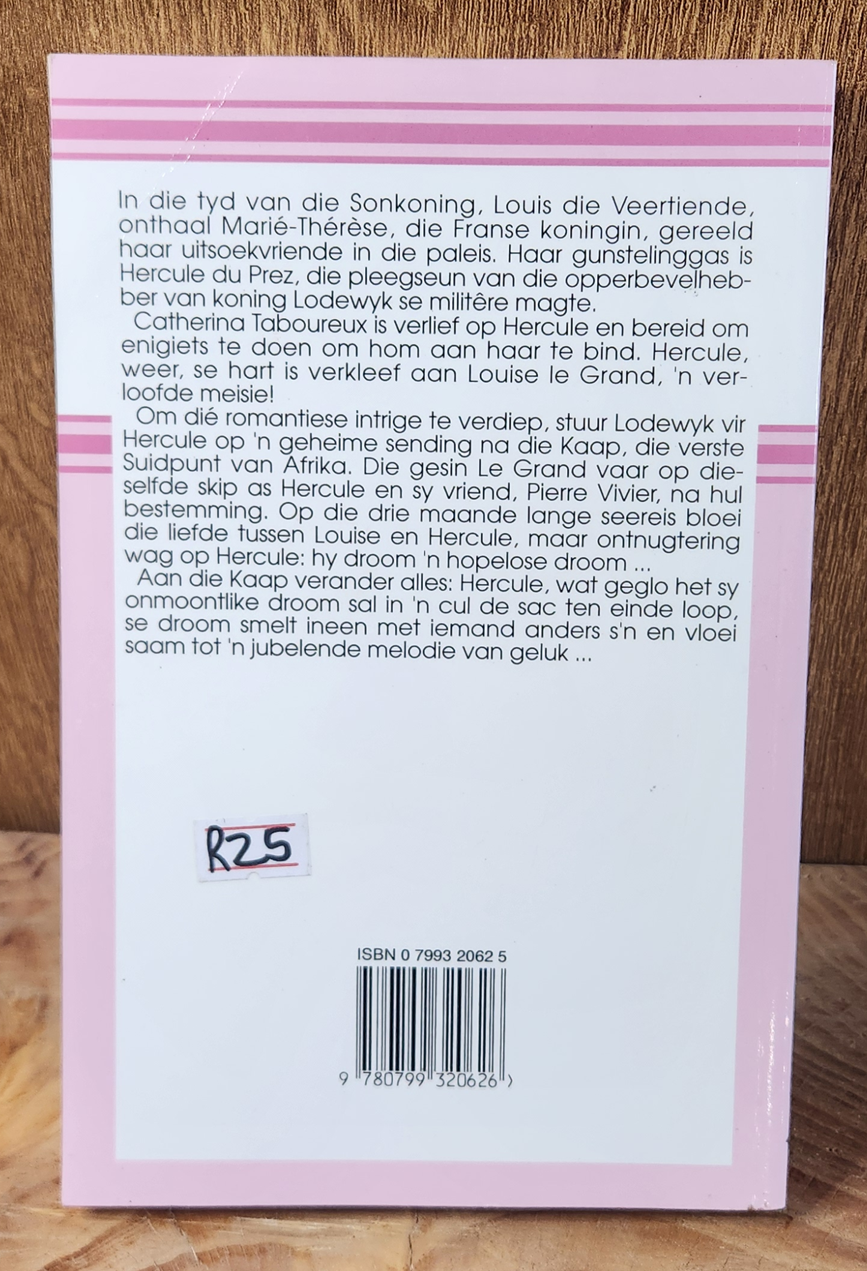 In die tyd van die Sonkoning, Louis die Veertiende,
onthaal Marié-Thérèse, die Franse koningin, gereeld
haar uitsoekvriende in die paleis. Haar gunstelinggas is
Hercule du Prez, die pleegseun van die opperbevelheb-
ber van koning Lodewyk se militêre magte.
Catherina Taboureux is verlief op Hercule en bereid om
enigiets te doen om hom aan haar te bind. Hercule,
weer, se hart is verkleef aan Louise le Grand, 'n ver-
loofde meisie!
Om dié romantiese intrige te verdiep, stuur Lodewyk vir
Hercule op 'n geheime sending na die Kaap, die verste
Suidpunt van Afrika. Die gesin Le Grand vaar op die-
selfde skip as Hercule en sy vriend, Pierre Vivier, na hul
bestemming. Op die drie maande lange seereis bloei
die liefde tussen Louise en Hercule, maar ontnugtering
wag op Hercule: hy droom 'n hopelose droom ...
Aan die Kaap verander alles: Hercule, wat geglo het sy
onmoontlike droom sal in 'n cul de sac ten einde loop,
se droom smelt ineen met iemand anders s'n en vloei
saam tot 'n jubelende melodie van geluk ...
R25
ISBN 0 7993 2062 5
9 780799 320626 >